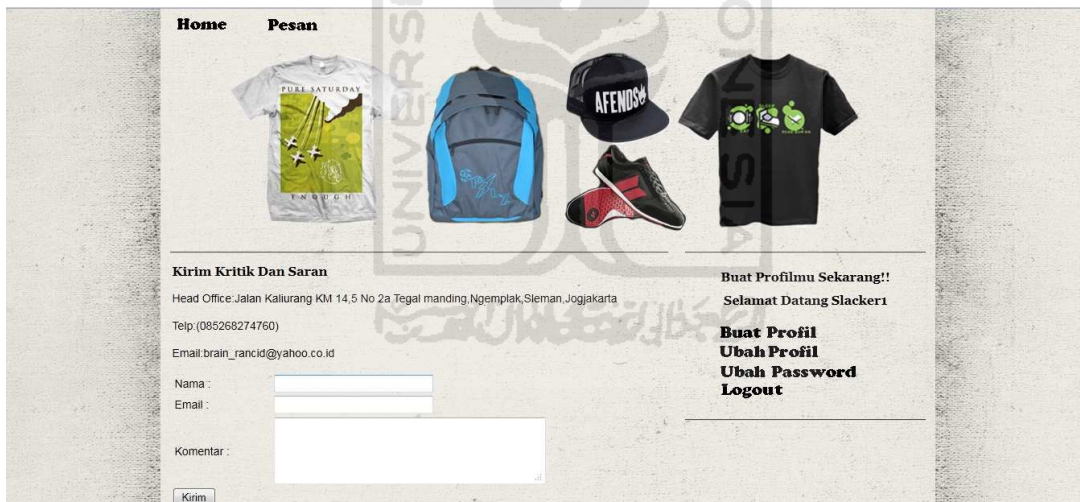 Home Pesan
PURE SATURDAY
ENOUGH
AFENDS
Kirim Kritik Dan Saran
Head Office:Jalan Kaliurang KM 14,5 No 2a Tegal manding,Ngemplak,Sleman,Jogjakarta
Telp:(085268274760)
Email:brain_rancid@yahoo.co.id
Nama :
Email :
Komentar :
Kirim
Buat Profilmu Sekarang!!
Selamat Datang Slacker1
Buat Profil
Ubah Profil
Ubah Password
Logout